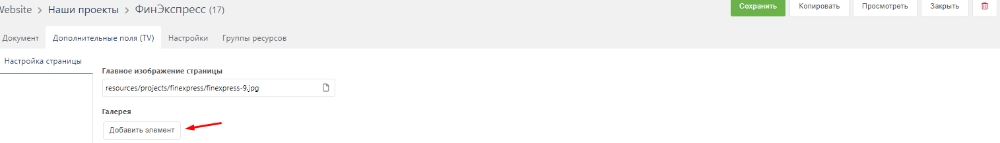 Website > Наши проекты > ФинЭкспресс (17)
Сохранить Копировать Просмотреть Закрыть
Документ Дополнительные поля (TV) Настройки Группы ресурсов
Настройка страницы
Главное изображение страницы
resources/projects/finexpress/finexpress-9.jpg
Галерея
Добавить элемент